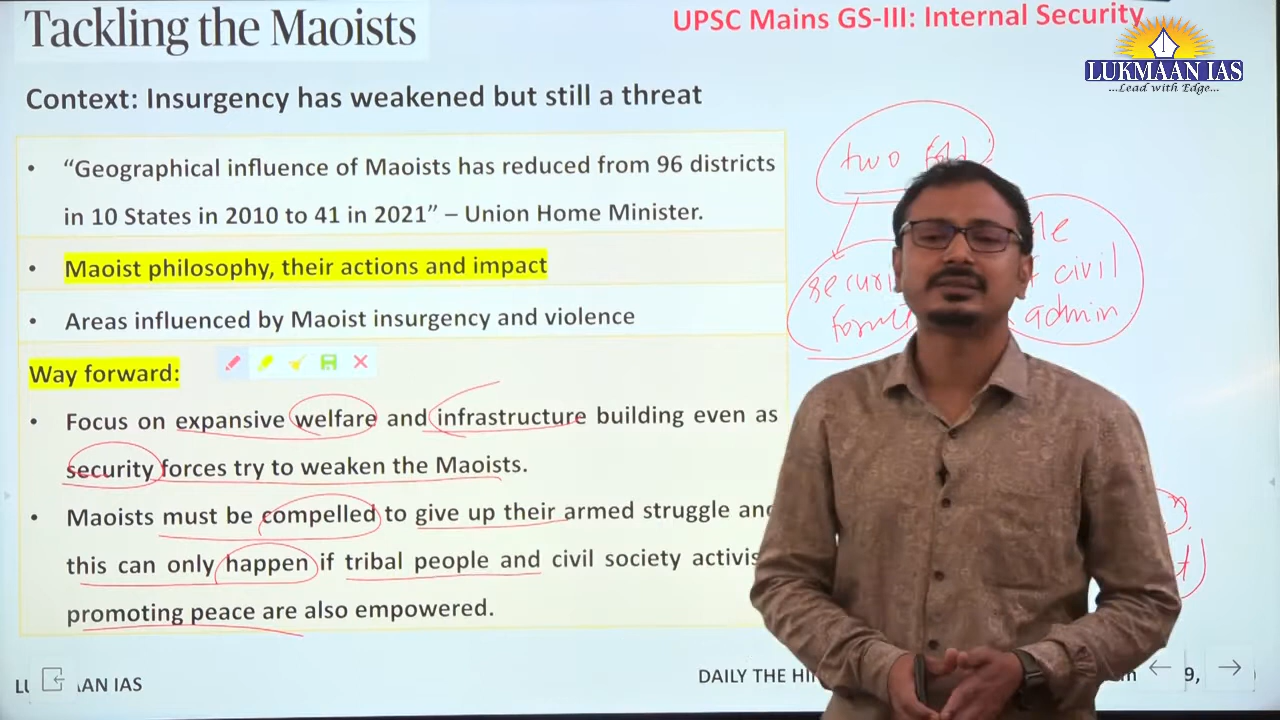 Tackling the Maoists
UPSC Mains GS-III: Internal Security
LUKMAAN IAS
...Lead with Edge...
Context: Insurgency has weakened but still a threat
• “Geographical influence of Maoists has reduced from 96 districts
in 10 States in 2010 to 41 in 2021” – Union Home Minister.
• Maoist philosophy, their actions and impact
• Areas influenced by Maoist insurgency and violence
Way forward:
• Focus on expansive welfare and infrastructure building even as
security forces try to weaken the Maoists.
• Maoists must be compelled to give up their armed struggle and
this can only happen if tribal people and civil society activis
promoting peace are also empowered.
two
civil
admin
AN IAS
DAILY THE
9,